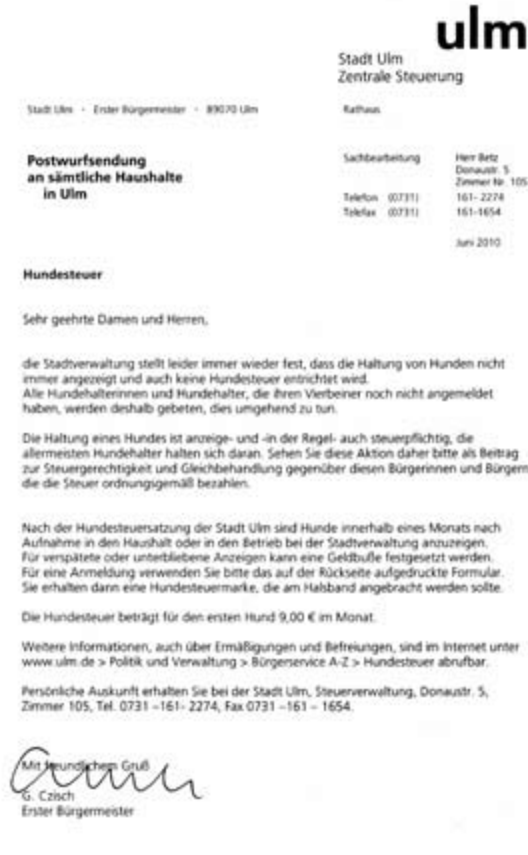 ulm
Stadt Ulm
Zentrale Steuerung
Stadt Ulm - Erster Bürgermeister - 89070 Ulm
Rathaus
Postwurfsendung
an sämtliche Haushalte
in Ulm
Sachbearbeitung Herr Betz
Donaustr. 5
Zimmer Nr. 105
Telefon (0731) 161- 2274
Telefax (0731) 161-1654
Juni 2010
Hundesteuer
Sehr geehrte Damen und Herren,
die Stadtverwaltung stellt leider immer wieder fest, dass die Haltung von Hunden nicht
immer angezeigt und auch keine Hundesteuer entrichtet wird.
Alle Hundehalterinnen und Hundehalter, die ihren Vierbeiner noch nicht angemeldet
haben, werden deshalb gebeten, dies umgehend zu tun.
Die Haltung eines Hundes ist anzeige- und -in der Regel- auch steuerpflichtig, die
allermeisten Hundehalter halten sich daran. Sehen Sie diese Aktion daher bitte als Beitrag
zur Steuergerechtigkeit und Gleichbehandlung gegenüber diesen Bürgerinnen und Bürgern
die die Steuer ordnungsgemäß bezahlen.
Nach der Hundesteuersatzung der Stadt Ulm sind Hunde innerhalb eines Monats nach
Aufnahme in den Haushalt oder in den Betrieb bei der Stadtverwaltung anzuzeigen.
Für verspätete oder unterbliebene Anzeigen kann eine Geldbuße festgesetzt werden.
Für eine Anmeldung verwenden Sie bitte das auf der Rückseite aufgedruckte Formular.
Sie erhalten dann eine Hundesteuermarke, die am Halsband angebracht werden sollte.
Die Hundesteuer beträgt für den ersten Hund 9,00 € im Monat.
Weitere Informationen, auch über Ermäßigungen und Befreiungen, sind im Internet unter
www.ulm.de > Politik und Verwaltung > Bürgerservice A-Z > Hundesteuer abrufbar.
Persönliche Auskunft erhalten Sie bei der Stadt Ulm, Steuerverwaltung, Donaustr. 5,
Zimmer 105, Tel. 0731 –161- 2274, Fax 0731 –161 – 1654.
Mit freundlichem Gruß
G. Czisch
Erster Bürgermeister